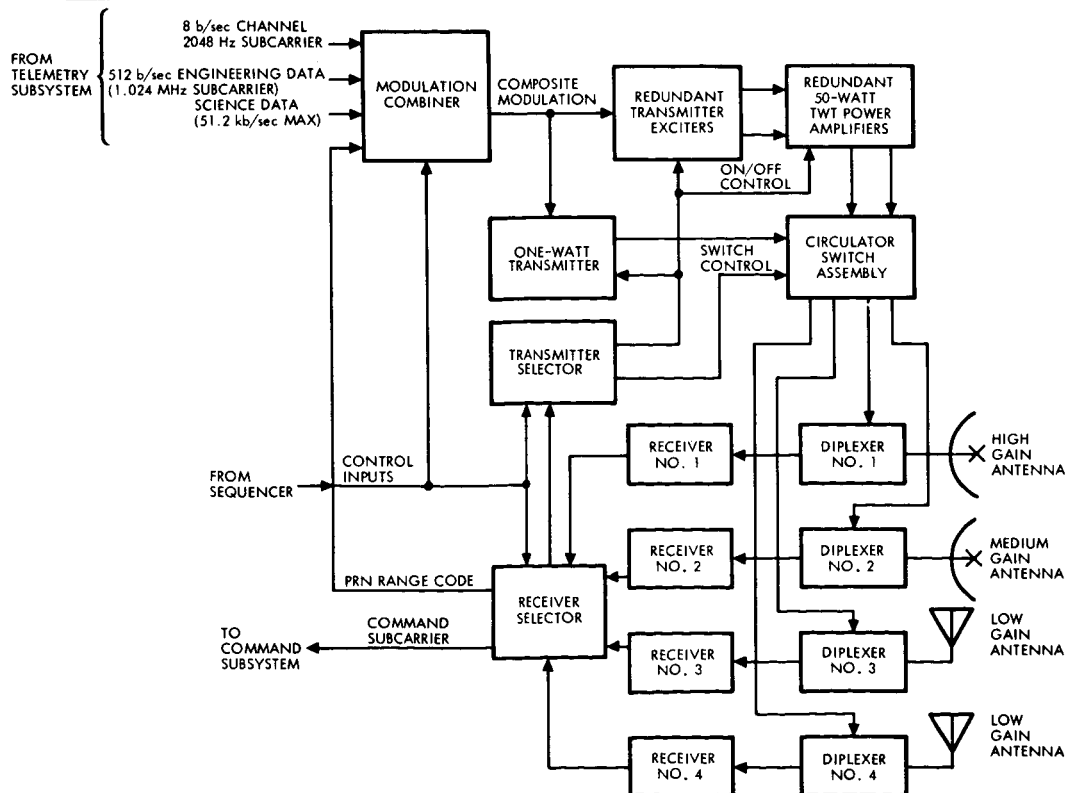 FROM
TELEMETRY
SUBSYSTEM
8 b/sec CHANNEL
2048 Hz SUBCARRIER
512 b/sec ENGINEERING DATA
(1.024 MHz SUBCARRIER)
SCIENCE DATA
(51.2 kb/sec MAX)
MODULATION
COMBINER
COMPOSITE
MODULATION
REDUNDANT
TRANSMITTER
EXCITERS
REDUNDANT
50-WATT
TWT POWER
AMPLIFIERS
ON/OFF
CONTROL
ONE-WATT
TRANSMITTER
SWITCH
CONTROL
CIRCULATOR
SWITCH
ASSEMBLY
TRANSMITTER
SELECTOR
RECEIVER
NO. 1
DIPLEXER
NO. 1
HIGH
GAIN
ANTENNA
FROM
SEQUENCER
CONTROL
INPUTS
RECEIVER
NO. 2
DIPLEXER
NO. 2
MEDIUM
GAIN
ANTENNA
PRN RANGE CODE
RECEIVER
SELECTOR
TO
COMMAND
SUBSYSTEM
COMMAND
SUBCARRIER
RECEIVER
NO. 3
DIPLEXER
NO. 3
LOW
GAIN
ANTENNA
RECEIVER
NO. 4
DIPLEXER
NO. 4
LOW
GAIN
ANTENNA